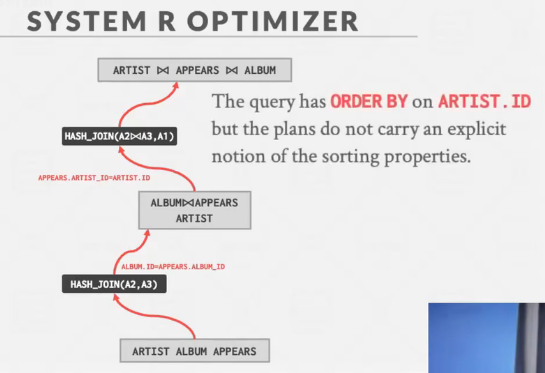 SYSTEM R OPTIMIZER
ARTIST ⋈ APPEARS ⋈ ALBUM
The query has ORDER BY on ARTIST.ID
but the plans do not carry an explicit
notion of the sorting properties.
HASH_JOIN(A2⋈A3,A1)
APPEARS.ARTIST_ID=ARTIST.ID
ALBUM⋈APPEARS
ARTIST
ALBUM.ID=APPEARS.ALBUM_ID
HASH_JOIN(A2,A3)
ARTIST ALBUM APPEARS